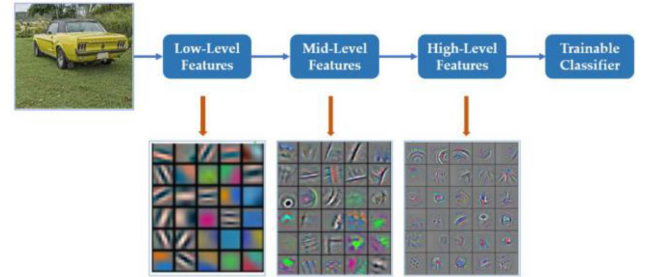 Low-Level
Features
Mid-Level
Features
High-Level
Features
Trainable
Classifier